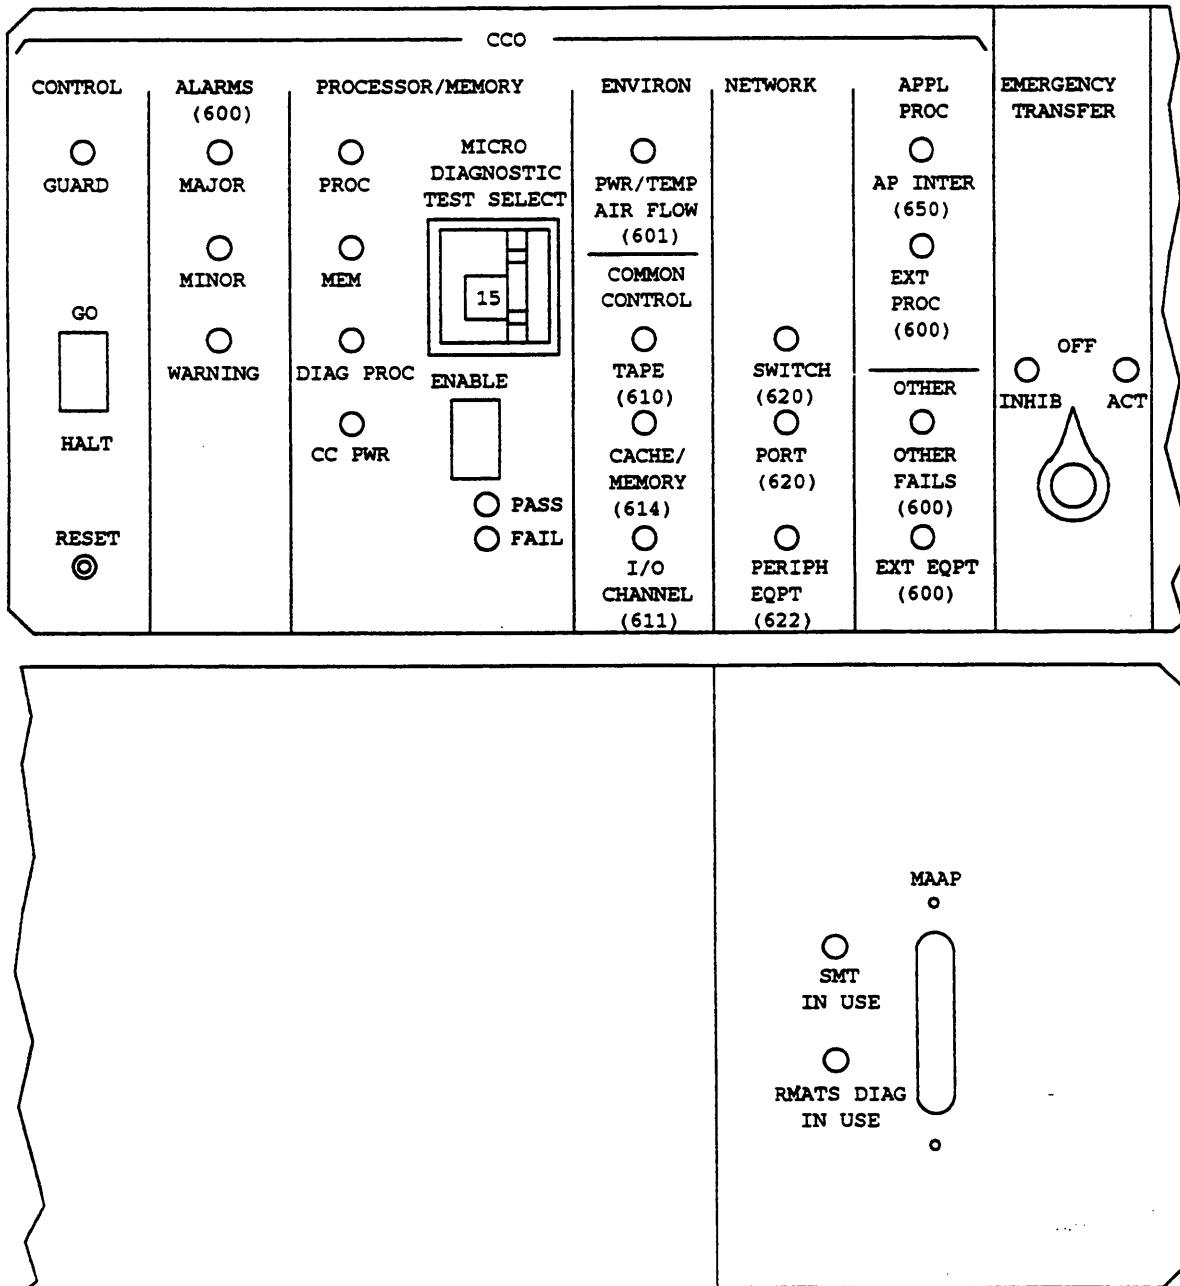 CCO
CONTROL
GUARD
GO
HALT
RESET
ALARMS
(600)
MAJOR
MINOR
WARNING
PROCESSOR/MEMORY
PROC
MEM
DIAG PROC
CC PWR
MICRO
DIAGNOSTIC
TEST SELECT
15
ENABLE
PASS
FAIL
ENVIRON
PWR/TEMP
AIR FLOW
(601)
COMMON
CONTROL
TAPE
(610)
CACHE/
MEMORY
(614)
I/O
CHANNEL
(611)
NETWORK
SWITCH
(620)
PORT
(620)
PERIPH
EQPT
(622)
APPL
PROC
AP INTER
(650)
EXT
PROC
(600)
OTHER
OTHER
FAILS
(600)
EXT EQPT
(600)
EMERGENCY
TRANSFER
OFF
INHIB
ACT
MAAP
SMT
IN USE
RMATS DIAG
IN USE